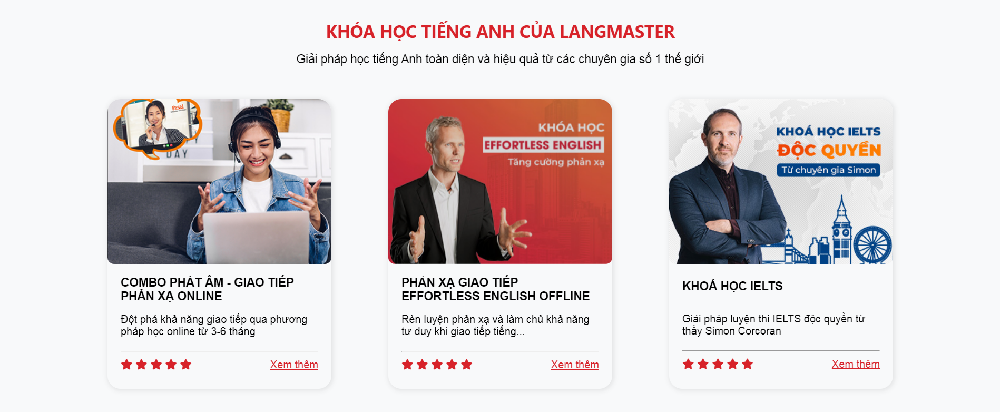 KHÓA HỌC TIẾNG ANH CỦA LANGMASTER
Giải pháp học tiếng Anh toàn diện và hiệu quả từ các chuyên gia số 1 thế giới
DAY
KHÓA HỌC
EFFORTLESS ENGLISH
Tăng cường phản xạ
KHOÁ HỌC IELTS
ĐỘC QUYỀN
Từ chuyên gia Simon
COMBO PHÁT ÂM - GIAO TIẾP
PHẢN XẠ ONLINE
Đột phá khả năng giao tiếp qua phương
pháp học online từ 3-6 tháng
Xem thêm
PHẢN XẠ GIAO TIẾP
EFFORTLESS ENGLISH OFFLINE
Rèn luyện phản xạ và làm chủ khả năng
tư duy khi giao tiếp tiếng...
Xem thêm
KHOÁ HỌC IELTS
Giải pháp luyện thi IELTS độc quyền từ
thầy Simon Corcoran
Xem thêm